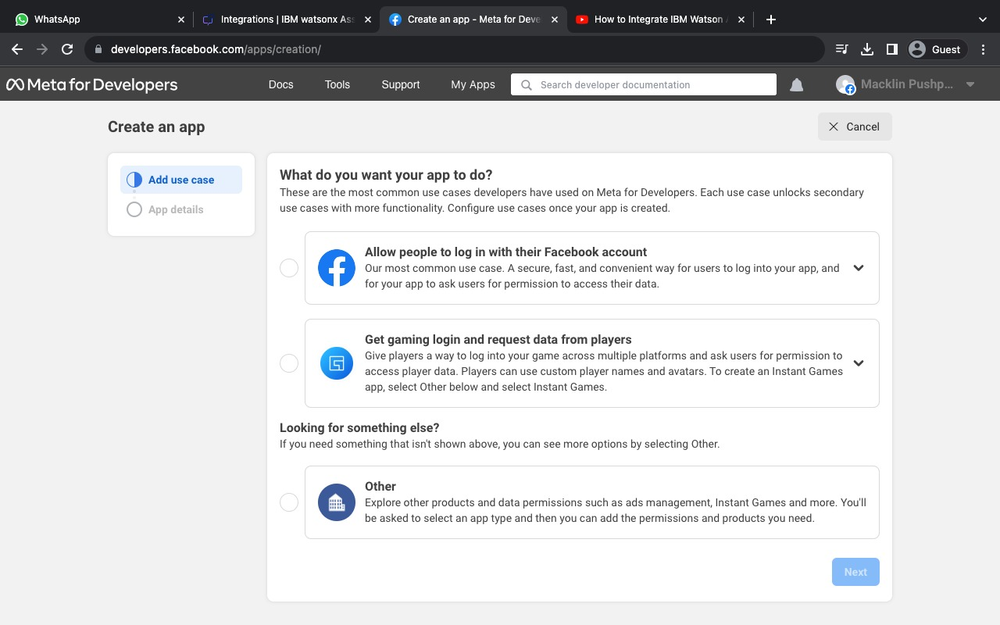 WhatsApp
Integrations | IBM watsonx Ass
Create an app - Meta for Deve
How to Integrate IBM Watson A
developers.facebook.com/apps/creation/
Guest
Meta for Developers
Docs
Tools
Support
My Apps
Search developer documentation
Macklin Pushp...
Create an app
Cancel
Add use case
App details
What do you want your app to do?
These are the most common use cases developers have used on Meta for Developers. Each use case unlocks secondary
use cases with more functionality. Configure use cases once your app is created.
Allow people to log in with their Facebook account
Our most common use case. A secure, fast, and convenient way for users to log into your app, and
for your app to ask users for permission to access their data.
Get gaming login and request data from players
Give players a way to log into your game across multiple platforms and ask users for permission to
access player data. Players can use custom player names and avatars. To create an Instant Games
app, select Other below and select Instant Games.
Looking for something else?
If you need something that isn't shown above, you can see more options by selecting Other.
Other
Explore other products and data permissions such as ads management, Instant Games and more. You'll
be asked to select an app type and then you can add the permissions and products you need.
Next